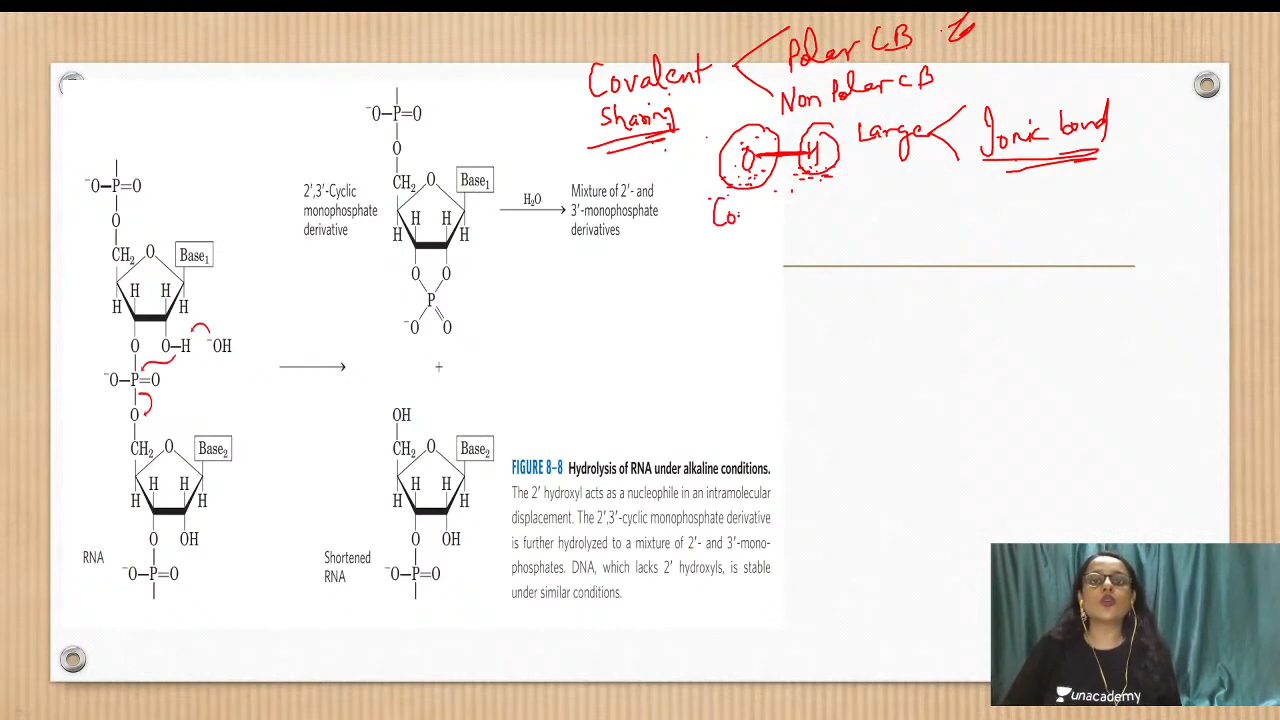 Covalent
Sharing
Polar CB
Non Polar CB
O H
Large
Ionic bond
Co
⁻O–P=O
O
CH₂ O Base₁
H H
H H
O O–H ⁻OH
⁻O–P=O
O
CH₂ O Base₂
H H
H H
O OH
⁻O–P=O
RNA
2′,3′-Cyclic
monophosphate
derivative
⁻O–P=O
O
CH₂ O Base₁
H H
H H
O O
P
⁻O O
H₂O
Mixture of 2′- and
3′-monophosphate
derivatives
+
OH
CH₂ O Base₂
H H
H H
O OH
⁻O–P=O
Shortened
RNA
FIGURE 8–8 Hydrolysis of RNA under alkaline conditions.
The 2′ hydroxyl acts as a nucleophile in an intramolecular
displacement. The 2′,3′-cyclic monophosphate derivative
is further hydrolyzed to a mixture of 2′- and 3′-mono-
phosphates. DNA, which lacks 2′ hydroxyls, is stable
under similar conditions.
unacademy